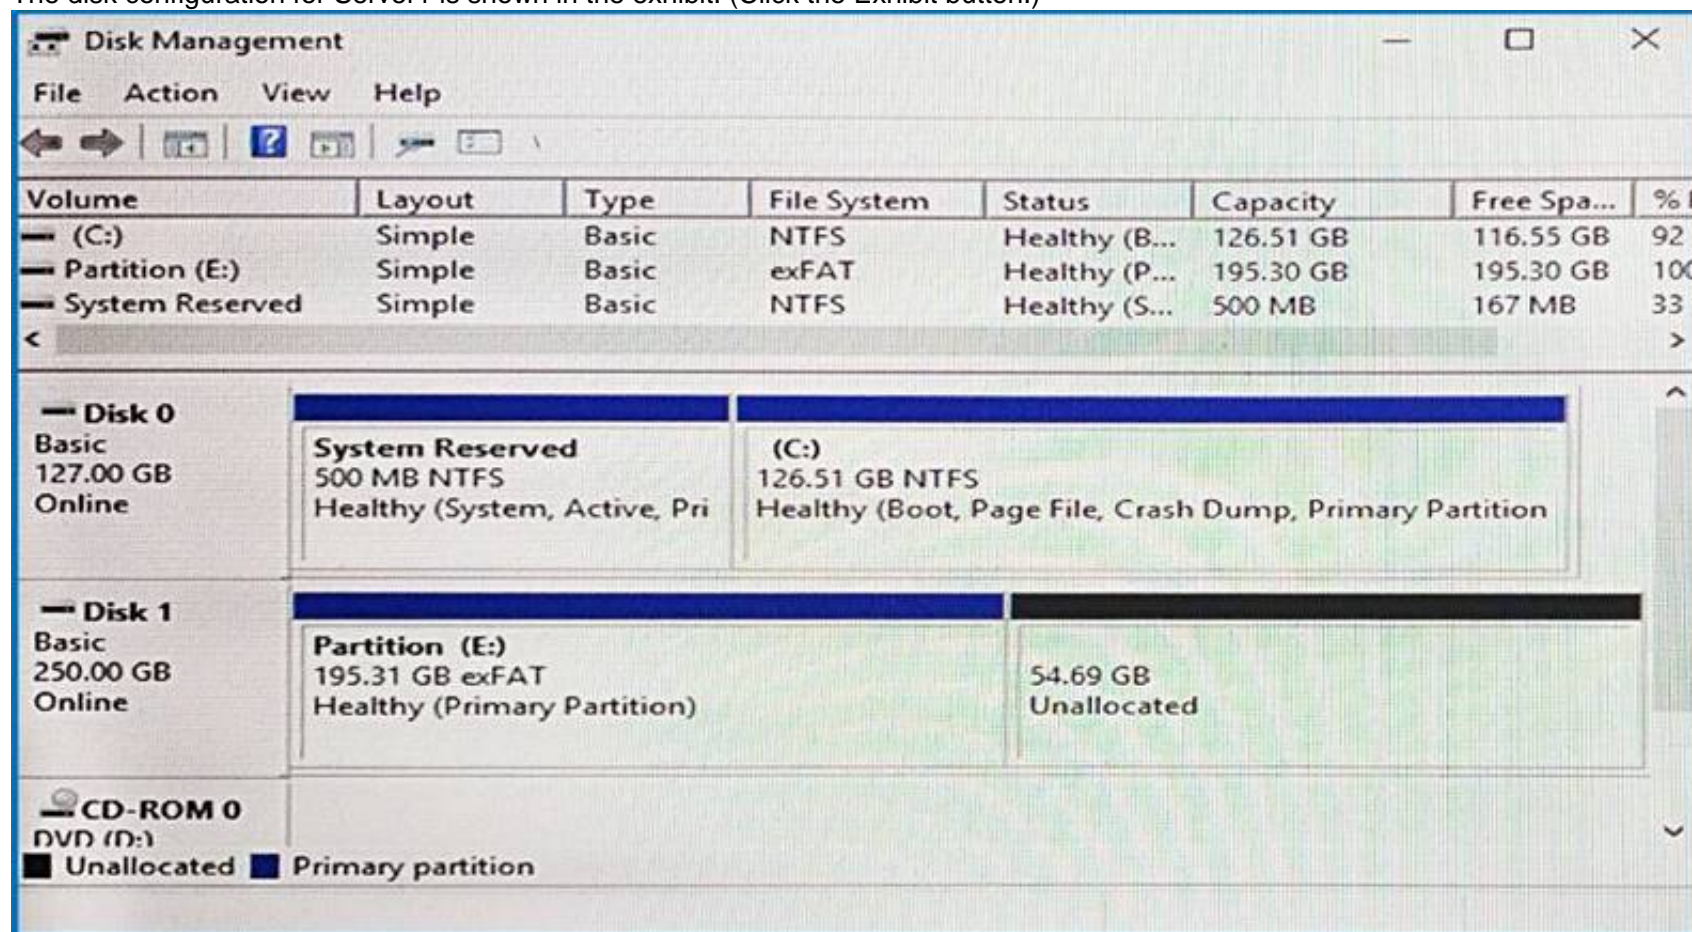 The disk configuration for Server1 is shown in the exhibit. (Click the Exhibit button.)
Disk Management
File Action View Help
Volume Layout Type File System Status Capacity Free Spa... %
(C:) Simple Basic NTFS Healthy (B... 126.51 GB 116.55 GB 92
Partition (E:) Simple Basic exFAT Healthy (P... 195.30 GB 195.30 GB 100
System Reserved Simple Basic NTFS Healthy (S... 500 MB 167 MB 33
Disk 0
Basic
127.00 GB
Online
System Reserved
500 MB NTFS
Healthy (System, Active, Pri
(C:)
126.51 GB NTFS
Healthy (Boot, Page File, Crash Dump, Primary Partition
Disk 1
Basic
250.00 GB
Online
Partition (E:)
195.31 GB exFAT
Healthy (Primary Partition)
54.69 GB
Unallocated
CD-ROM 0
DVD (D:)
Unallocated Primary partition